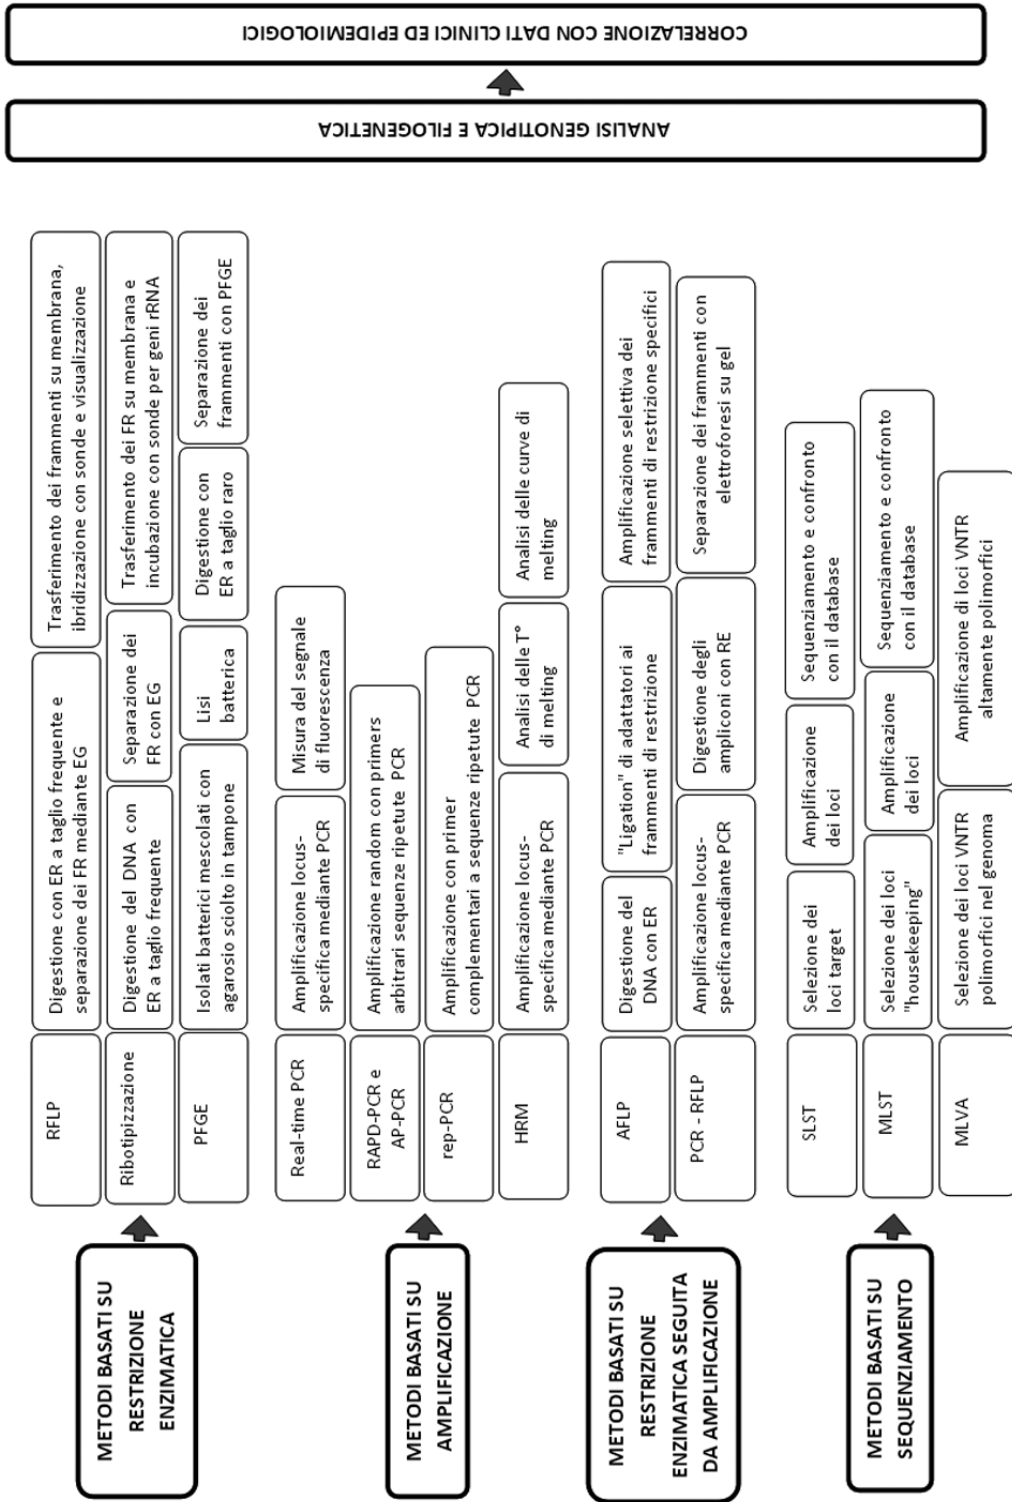 METODI BASATI SU
RESTRIZIONE
ENZIMATICA
RFLP
Digestione con ER a taglio frequente e
separazione dei FR mediante EG
Trasferimento dei frammenti su membrana,
ibridizzazione con sonde e visualizzazione
Ribotipizzazione
Digestione del DNA con
ER a taglio frequente
Separazione dei
FR con EG
Trasferimento dei FR su membrana e
incubazione con sonde per geni rRNA
PFGE
Isolati batterici mescolati con
agarosio sciolto in tampone
Lisi
batterica
Digestione con
ER a taglio raro
Separazione dei
frammenti con PFGE
METODI BASATI SU
AMPLIFICAZIONE
Real-time PCR
Amplificazione locus-
specifica mediante PCR
Misura del segnale
di fluorescenza
RAPD-PCR e
AP-PCR
Amplificazione random con primers
arbitrari sequenze ripetute PCR
rep-PCR
Amplificazione con primer
complementari a sequenze ripetute PCR
HRM
Amplificazione locus-
specifica mediante PCR
Analisi delle T°
di melting
Analisi delle curve di
melting
METODI BASATI SU
RESTRIZIONE
ENZIMATICA SEGUITA
DA AMPLIFICAZIONE
AFLP
Digestione del
DNA con ER
"Ligation" di adattatori ai
frammenti di restrizione
Amplificazione selettiva dei
frammenti di restrizione specifici
PCR - RFLP
Amplificazione locus-
specifica mediante PCR
Digestione degli
ampliconi con RE
Separazione dei frammenti con
elettroforesi su gel
METODI BASATI SU
SEQUENZIAMENTO
SLST
Selezione dei
loci target
Amplificazione
dei loci
Sequenziamento e confronto
con il database
MLST
Selezione dei loci
"housekeeping"
Amplificazione
dei loci
Sequenziamento e confronto
con il database
MLVA
Selezione dei loci VNTR
polimorfici nel genoma
Amplificazione di loci VNTR
altamente polimorfici
ANALISI GENOTIPICA E FILOGENETICA
CORRELAZIONE CON DATI CLINICI ED EPIDEMIOLOGICI